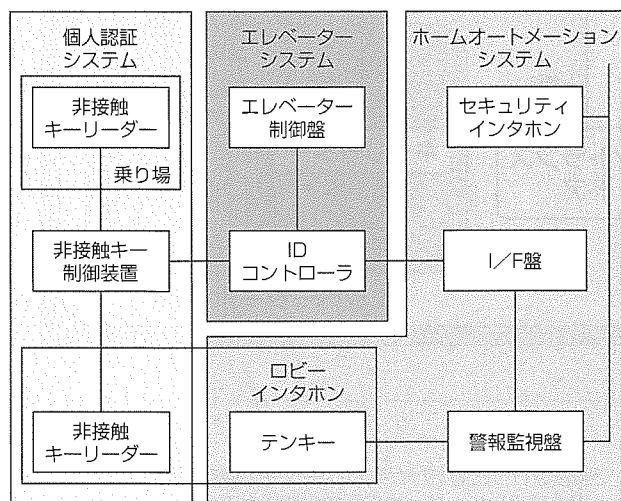 個人認証
システム
非接触
キーリーダー
乗り場
非接触キー
制御装置
非接触
キーリーダー
エレベーター
システム
エレベーター
制御盤
ID
コントローラ
ロビー
インタホン
テンキー
ホームオートメーション
システム
セキュリティ
インタホン
I/F盤
警報監視盤